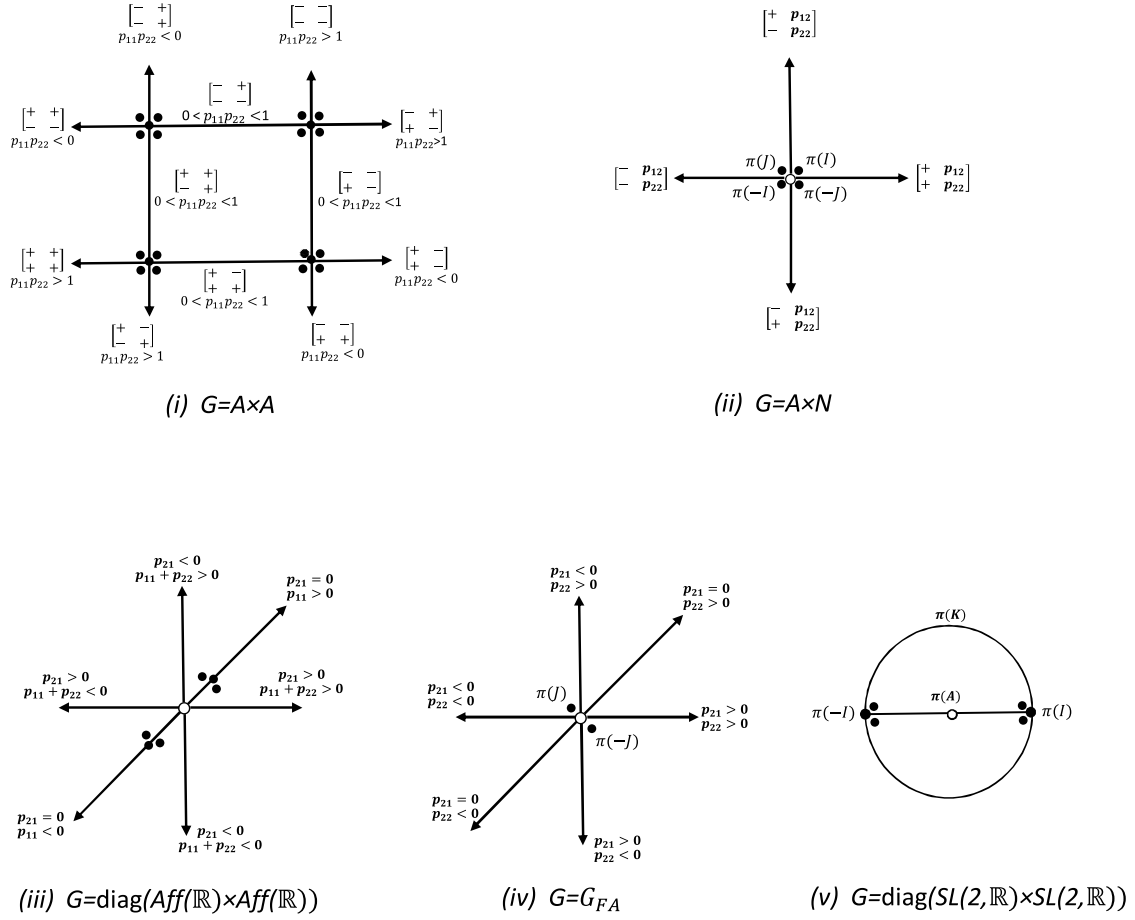 [− + − +]
p₁₁p₂₂ < 0
[− − − −]
p₁₁p₂₂ > 1
[+ + − −]
p₁₁p₂₂ < 0
[− + − −]
0 < p₁₁p₂₂ <1
[− − + −]
p₁₁p₂₂>1
[+ + − +]
0 < p₁₁p₂₂ <1
[− − + −]
0 < p₁₁p₂₂ <1
[+ + + +]
p₁₁p₂₂ > 1
[+ − + +]
0 < p₁₁p₂₂ < 1
[+ − + −]
p₁₁p₂₂ < 0
[+ − − +]
p₁₁p₂₂ > 1
[− − + +]
p₁₁p₂₂ < 0
(i) G=A×A
[+ p₁₂
− p₂₂]
π(J) π(I)
[− p₁₂
− p₂₂]
[+ p₁₂
+ p₂₂]
π(−I) π(−J)
[− p₁₂
+ p₂₂]
(ii) G=A×N
p₂₁ < 0
p₁₁ + p₂₂ > 0
p₂₁ = 0
p₁₁ > 0
p₂₁ > 0
p₁₁ + p₂₂ < 0
p₂₁ > 0
p₁₁ + p₂₂ > 0
p₂₁ = 0
p₁₁ < 0
p₂₁ < 0
p₁₁ + p₂₂ < 0
(iii) G=diag(Aff(ℝ)×Aff(ℝ))
p₂₁ < 0
p₂₂ > 0
p₂₁ = 0
p₂₂ > 0
p₂₁ < 0
p₂₂ < 0
π(J)
p₂₁ > 0
p₂₂ > 0
π(−J)
p₂₁ = 0
p₂₂ < 0
p₂₁ > 0
p₂₂ < 0
(iv) G=G_FA
π(K)
π(A)
π(−I) π(I)
(v) G=diag(SL(2,ℝ)×SL(2,ℝ))